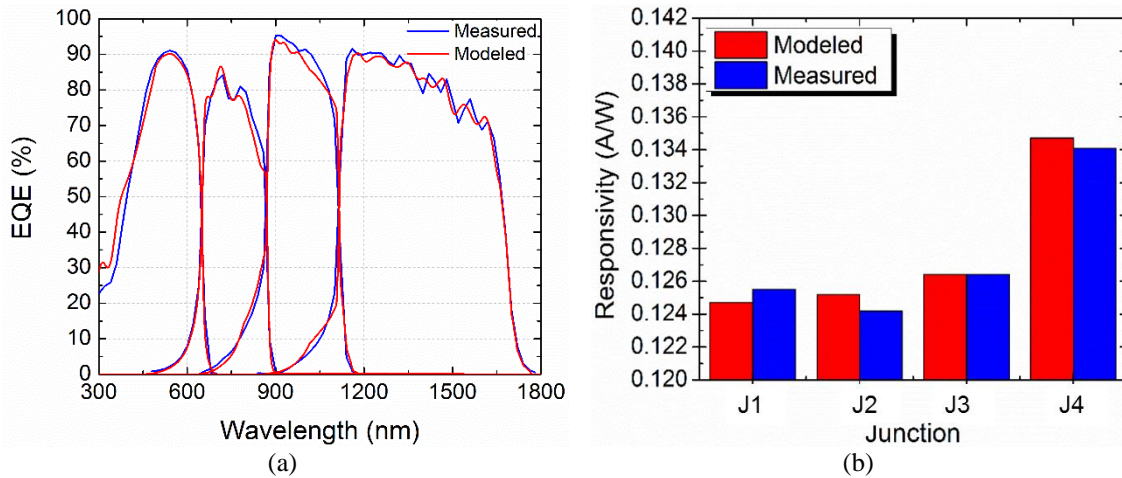 Measured
Modeled
100
90
80
70
60
50
40
30
20
10
0
EQE (%)
300 600 900 1200 1500 1800
Wavelength (nm)
(a)
Modeled
Measured
0.142
0.140
0.138
0.136
0.134
0.132
0.130
0.128
0.126
0.124
0.122
0.120
Responsivity (A/W)
J1 J2 J3 J4
Junction
(b)